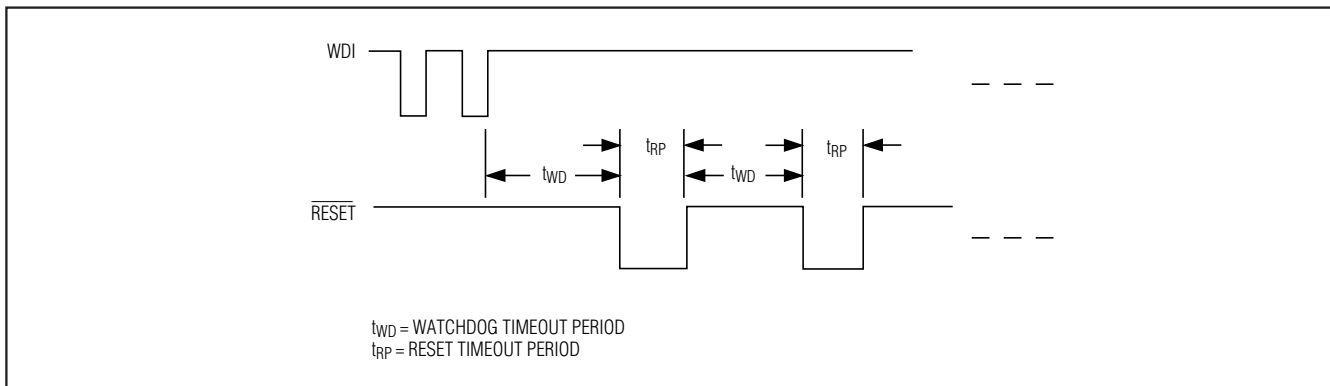 WDI
tRP
tRP
tWD
tWD
RESET
tWD = WATCHDOG TIMEOUT PERIOD
tRP = RESET TIMEOUT PERIOD